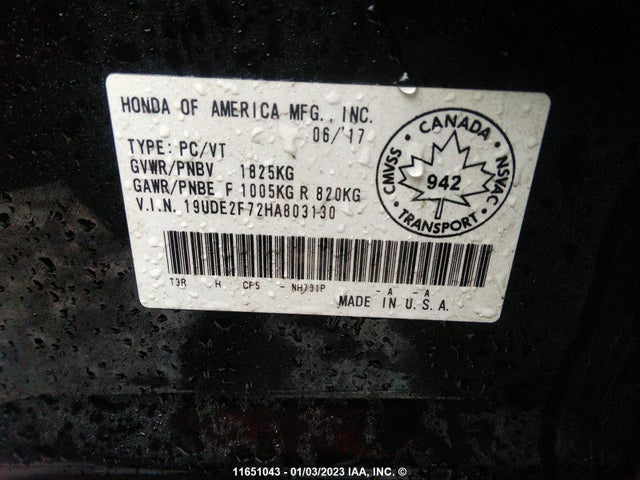 HONDA OF AMERICA MFG., INC.
06/'17
TYPE: PC/VT
GVWR/PNBV 1825KG
GAWR/PNBE F 1005KG R 820KG
V.I.N. 19UDE2F72HA803130
CANADA
CMVSS
942
NSVAC
TRANSPORT
T3R H CP5 - NH731P - A - A
MADE IN U.S.A.
11651043 - 01/03/2023 IAA, INC. ©